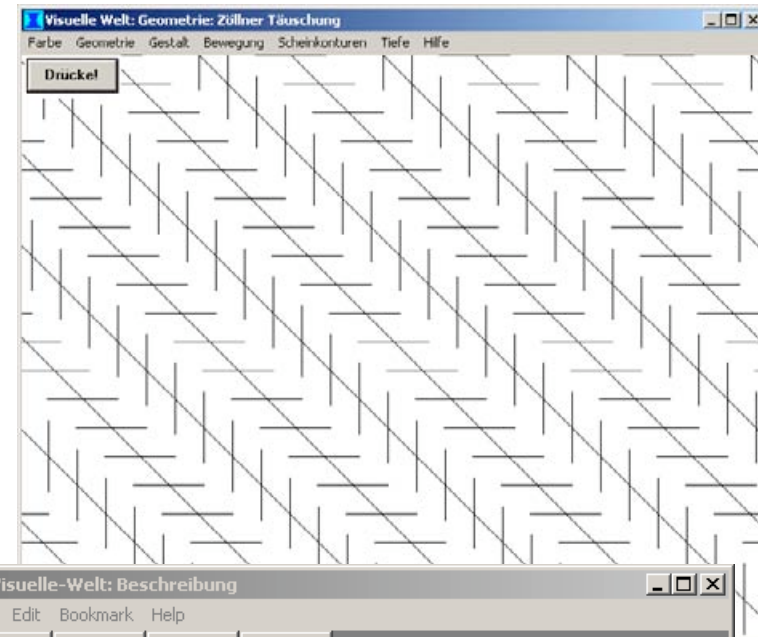 Visuelle Welt: Geometrie: Zöllner Täuschung
Farbe Geometrie Gestalt Bewegung Scheinkonturen Tiefe Hilfe
Drücke!
isuelle-Welt: Beschreibung
Edit Bookmark Help